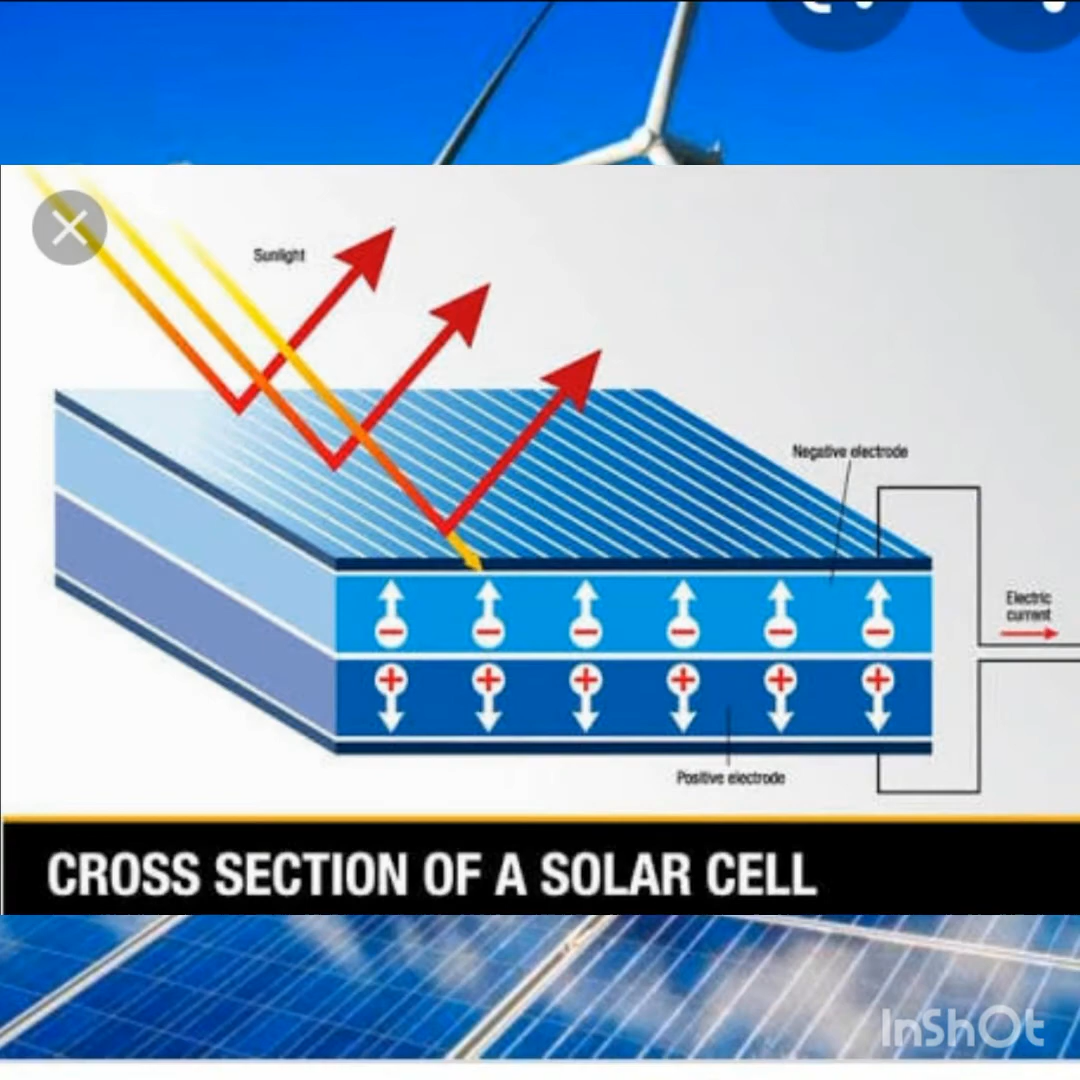 Sunlight
Negative electrode
Electric
current
Positive electrode
CROSS SECTION OF A SOLAR CELL
InShOt